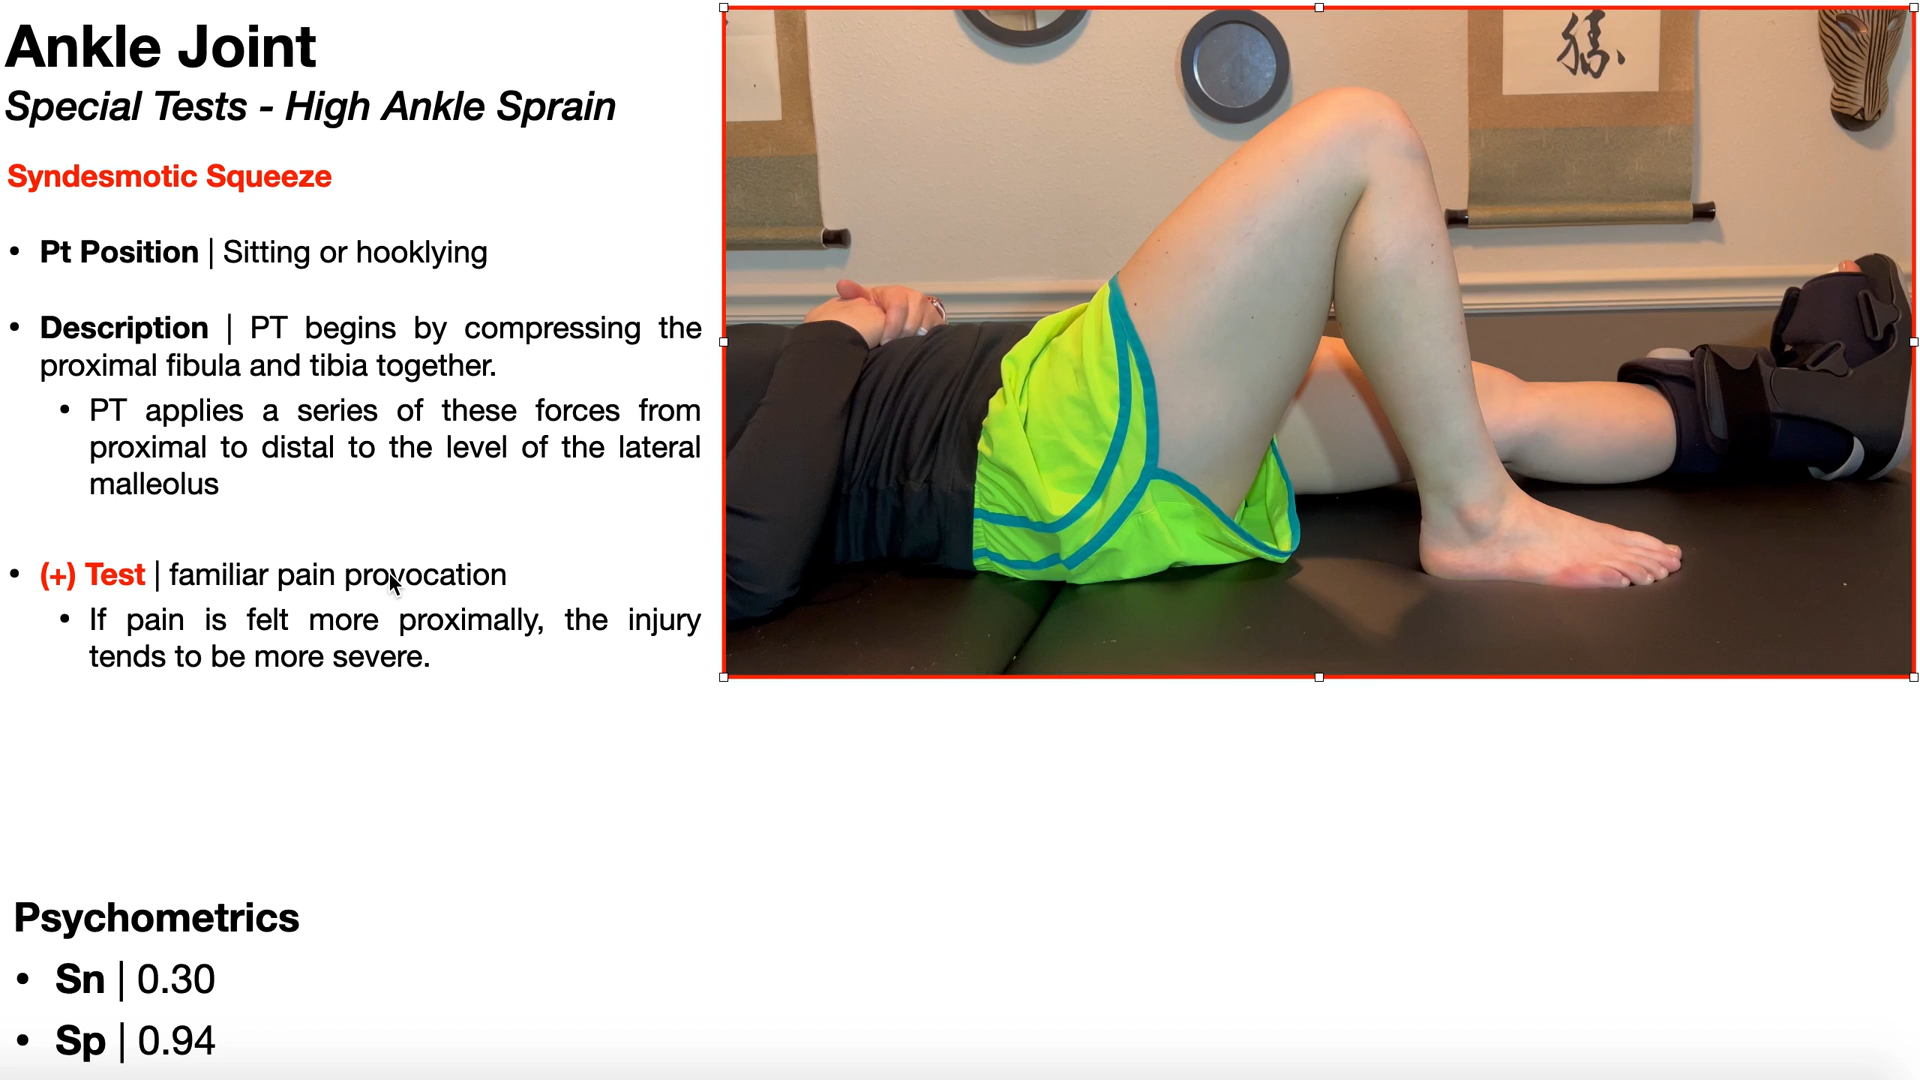 Ankle Joint
Special Tests - High Ankle Sprain
Syndesmotic Squeeze
• Pt Position | Sitting or hooklying
• Description | PT begins by compressing the
proximal fibula and tibia together.
• PT applies a series of these forces from
proximal to distal to the level of the lateral
malleolus
• (+) Test | familiar pain provocation
• If pain is felt more proximally, the injury
tends to be more severe.
Psychometrics
• Sn | 0.30
• Sp | 0.94